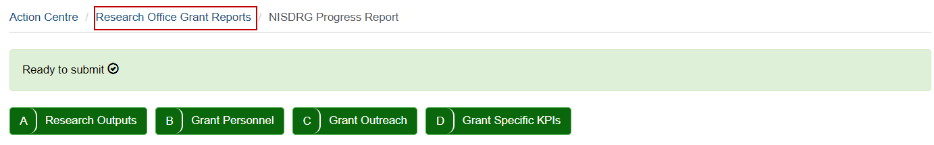 Action Centre / Research Office Grant Reports / NISDRG Progress Report
Ready to submit
A Research Outputs B Grant Personnel C Grant Outreach D Grant Specific KPIs